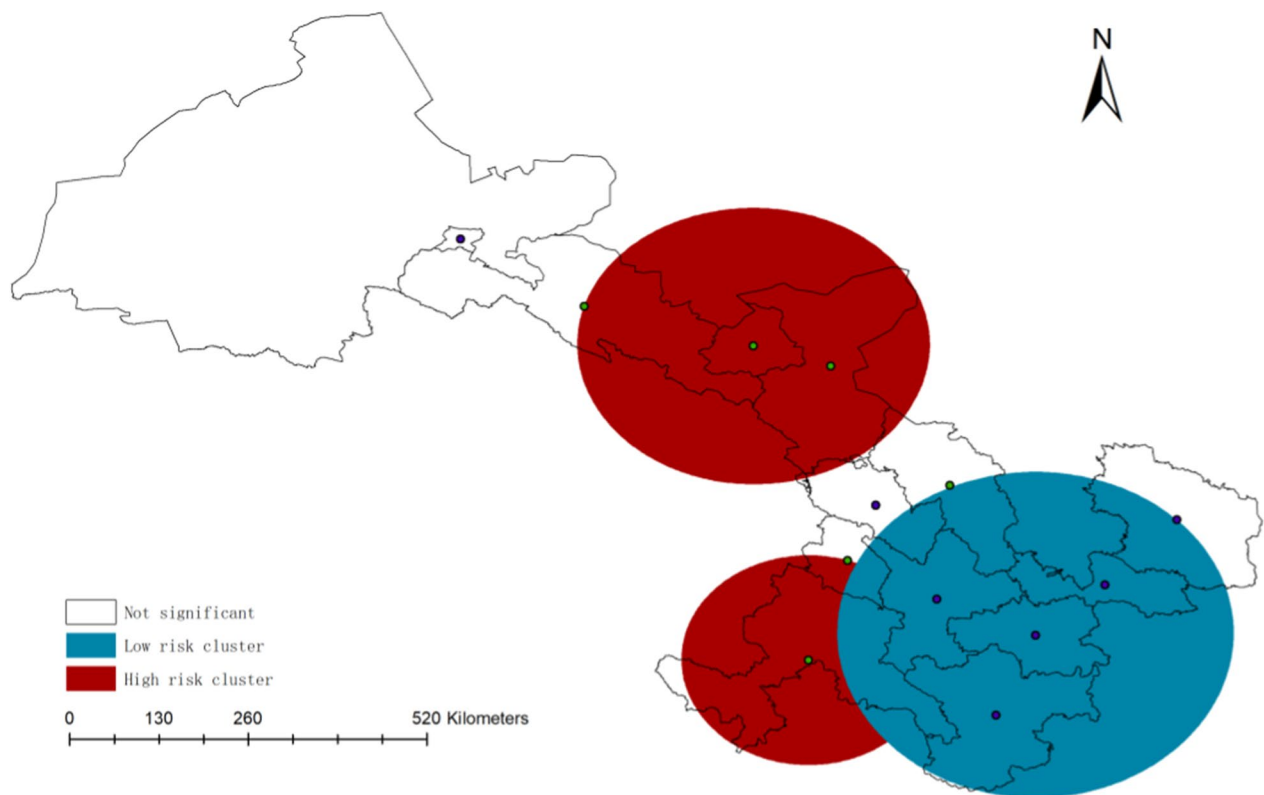 N
Not significant
Low risk cluster
High risk cluster
0 130 260 520 Kilometers